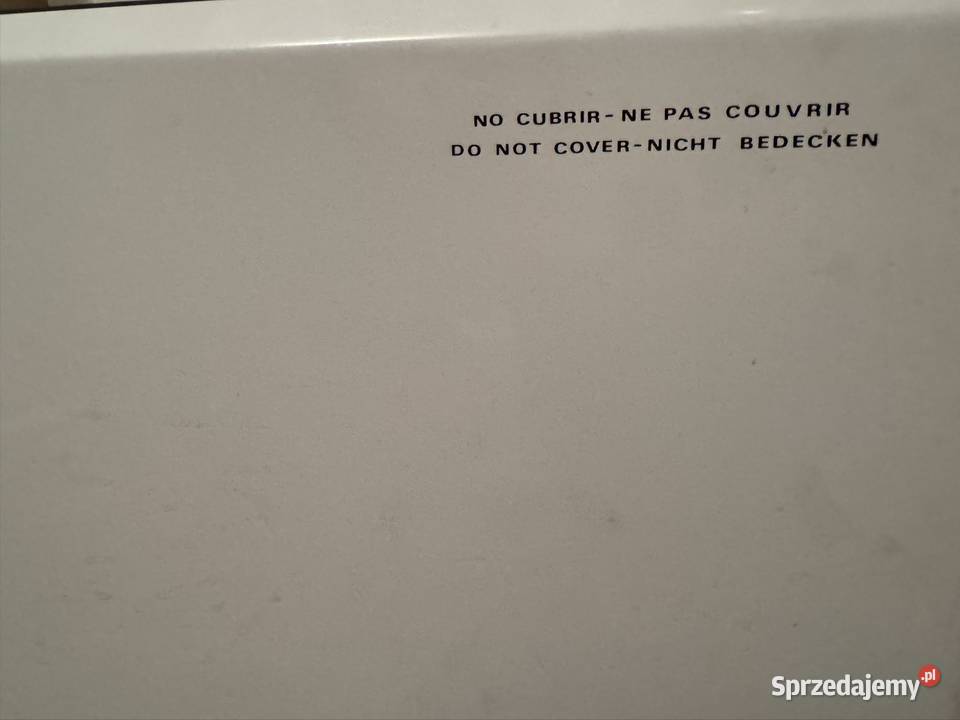 NO CUBRIR-NE PAS COUVRIR
DO NOT COVER-NICHT BEDECKEN
Sprzedajemy.pl